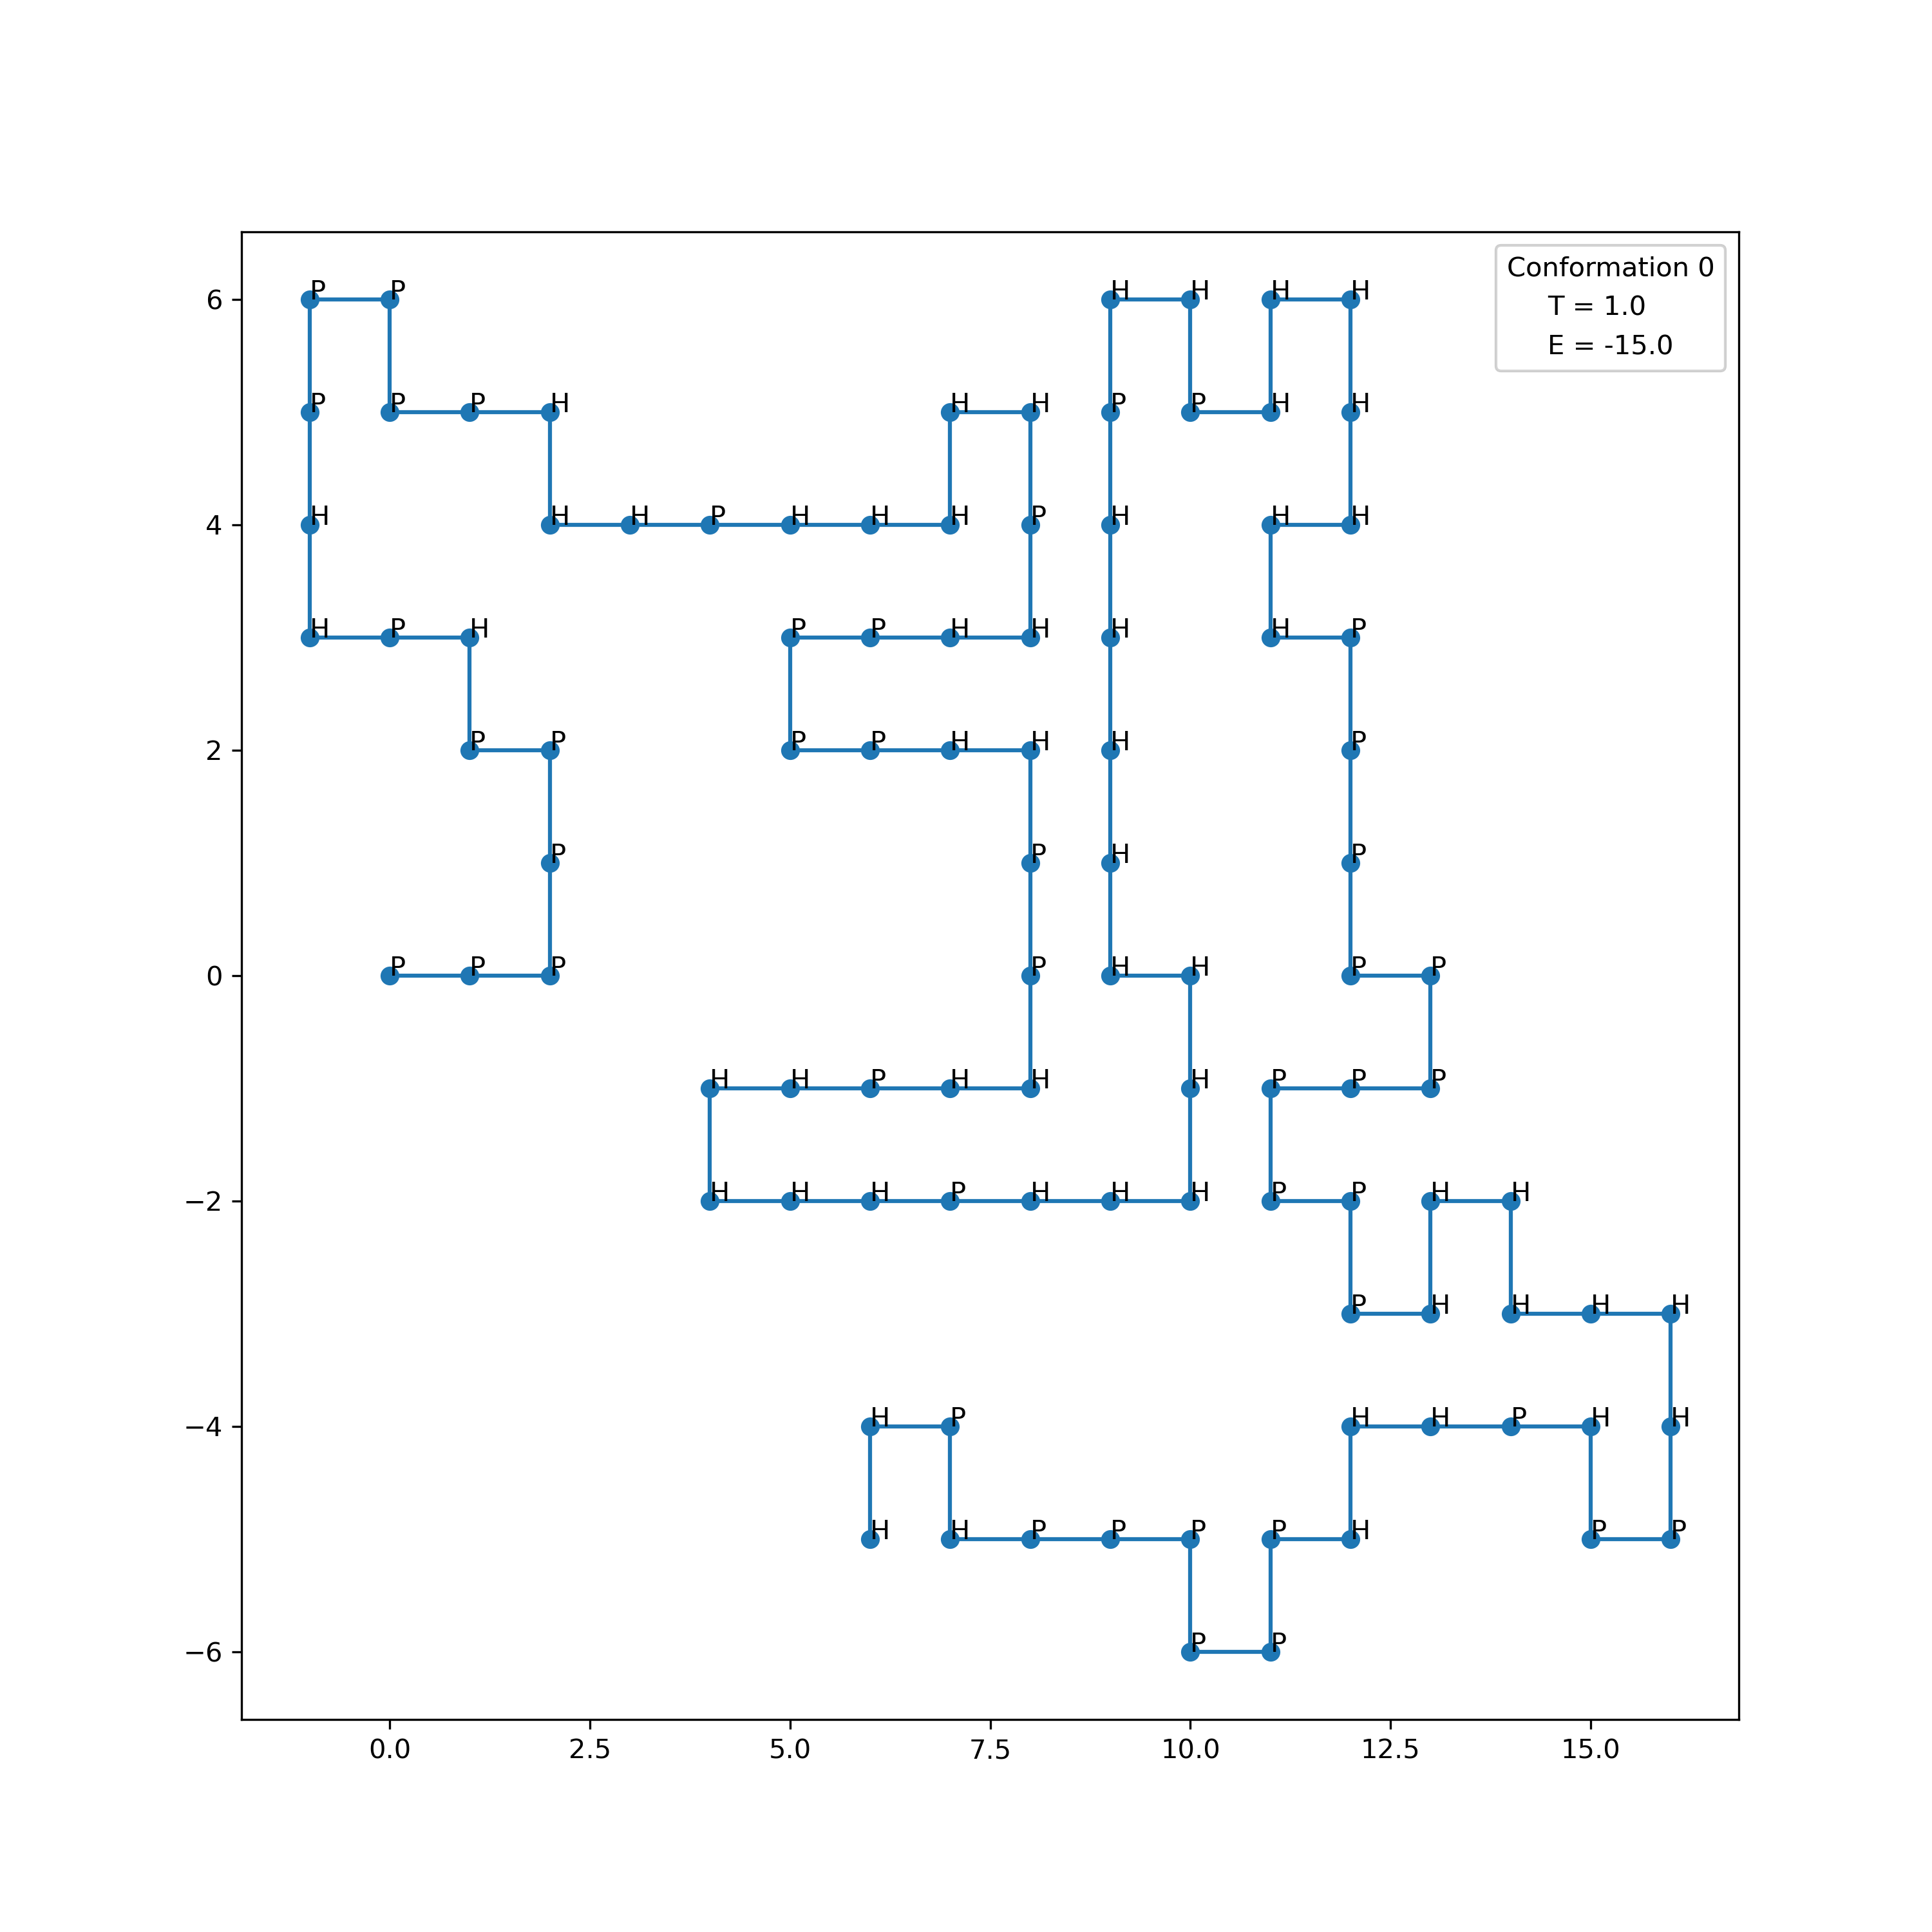 Conformation 0
T = 1.0
E = -15.0
6
P P H H H H
P P P H H H P P H H
4
H H H P H H H P H H H
H P H P P H H H H P
2
P P P P H H H P
P P H P
0
P P P P H H P P
H H P H H H P P P
−2
H H H P H H H P P H H
P H H H H
−4
H P H H P H H
H H P P P P H P P
−6
P P
0.0 2.5 5.0 7.5 10.0 12.5 15.0